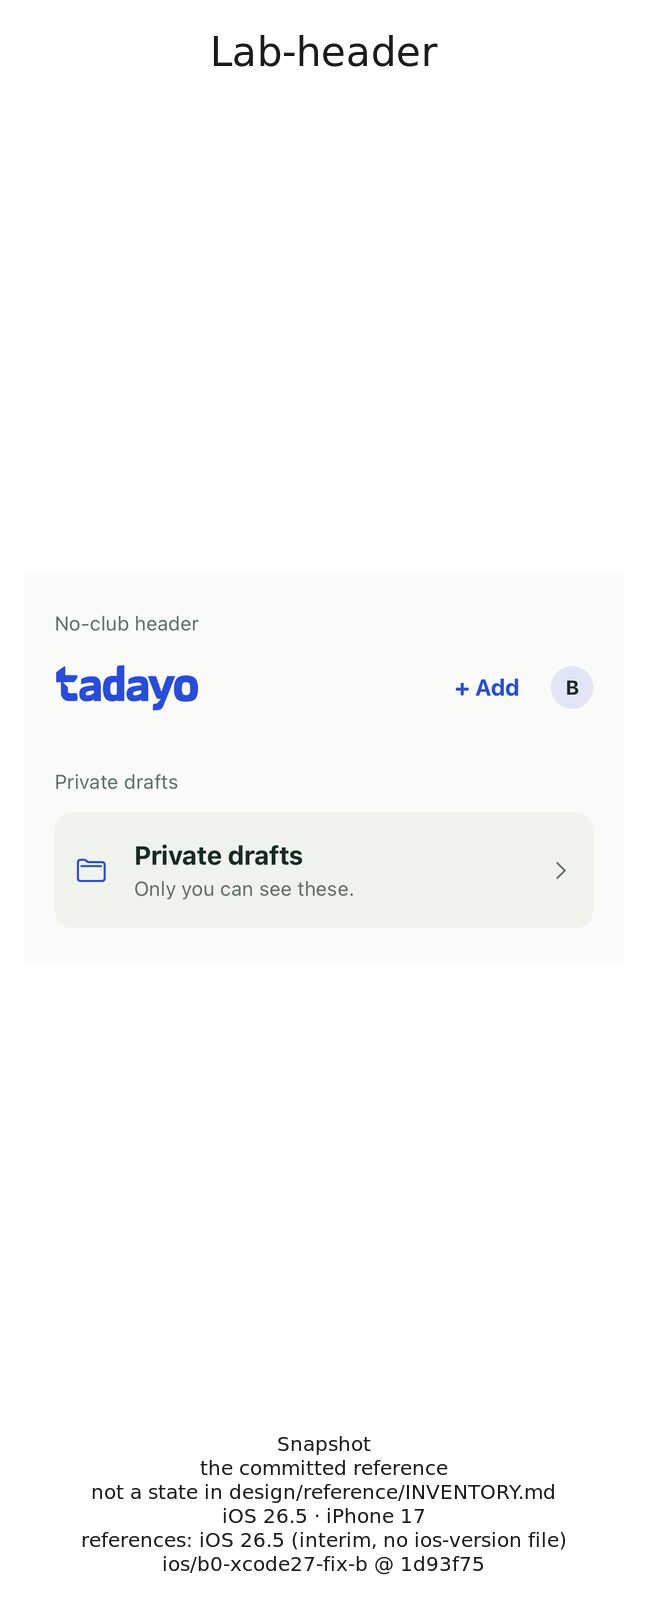 Lab-header
No-club header
tadayo
+ Add
B
Private drafts
Private drafts
Only you can see these.
Snapshot
the committed reference
not a state in design/reference/INVENTORY.md
iOS 26.5 · iPhone 17
references: iOS 26.5 (interim, no ios-version file)
ios/b0-xcode27-fix-b @ 1d93f75